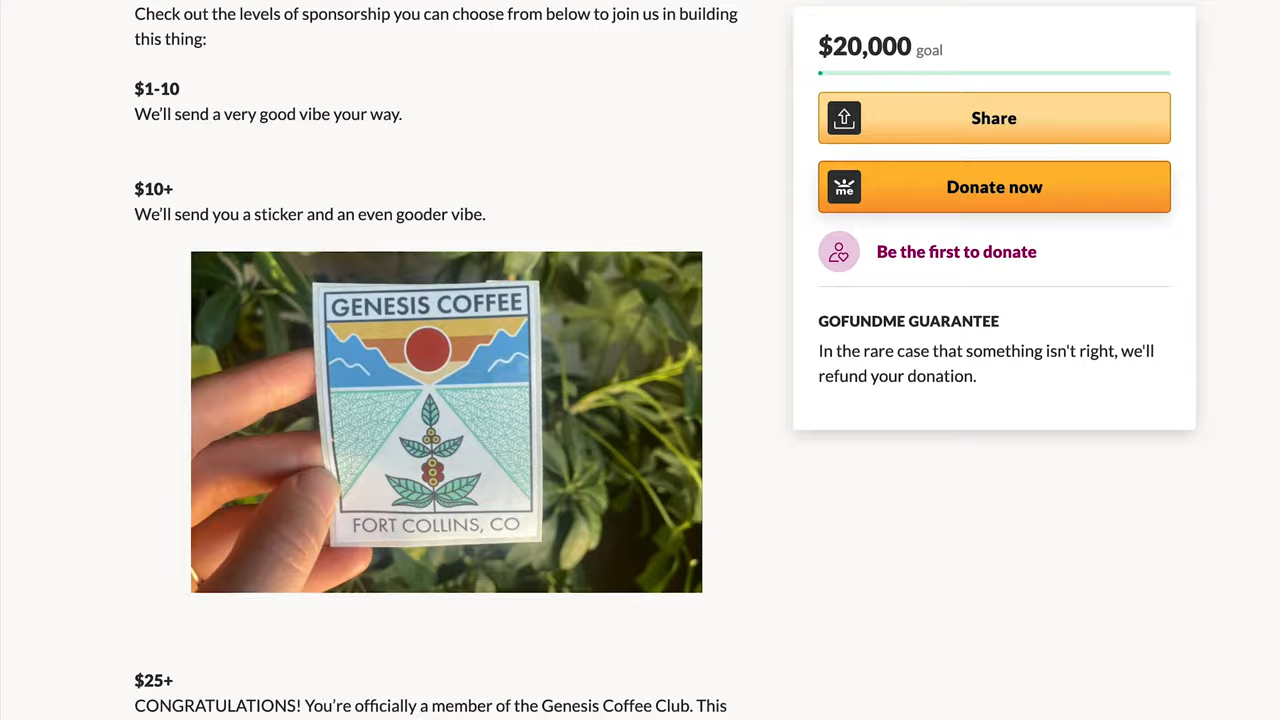 Check out the levels of sponsorship you can choose from below to join us in building
this thing:
$1-10
We’ll send a very good vibe your way.
$10+
We’ll send you a sticker and an even gooder vibe.
GENESIS COFFEE
FORT COLLINS, CO
$25+
CONGRATULATIONS! You’re officially a member of the Genesis Coffee Club. This
$20,000 goal
Share
me
Donate now
Be the first to donate
GOFUNDME GUARANTEE
In the rare case that something isn't right, we'll
refund your donation.